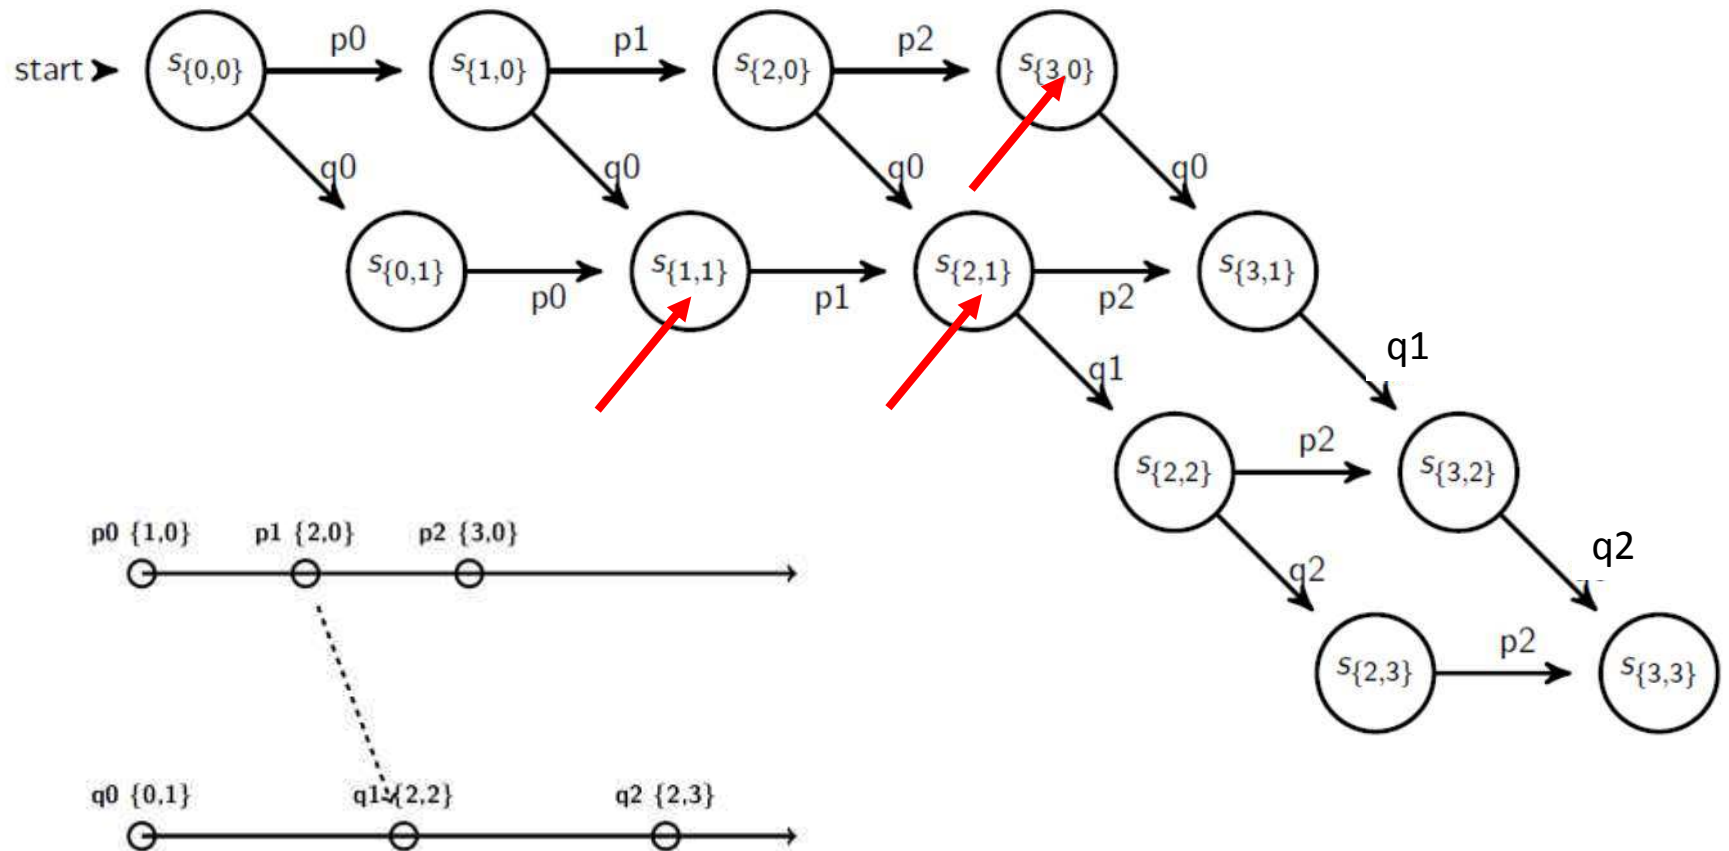 p0 p1 p2
start S{0,0} S{1,0} S{2,0} S{3,0}
q0 q0 q0 q0
S{0,1} S{1,1} S{2,1} S{3,1}
p0 p1 p2
q1 q1
p2
S{2,2} S{3,2}
p0 {1,0} p1 {2,0} p2 {3,0}
q2 q2
p2
S{2,3} S{3,3}
q0 {0,1} q1 {2,2} q2 {2,3}